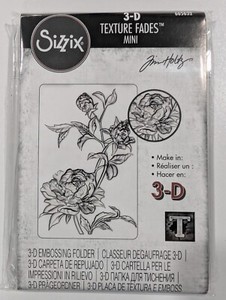 3-D
665632
sizzix
TEXTURE FADES™
MINI
Tim Holtz
• Make in:
• Réaliser un :
• Hacer en:
3-D
T
3-D EMBOSSING FOLDER | CLASSEUR DEGAUFRAGE 3-D |
3-D CARPETA DE REPUJADO | 3-D CARTELLA PER LE
IMPRESSIONI IN RILIEVO | 3-D ПАПКА ДЛЯ ТИСНЕНИЯ |
3-D PRÄGEORDNER | 3-D PLACA DE TEXTURA E EMBOSS